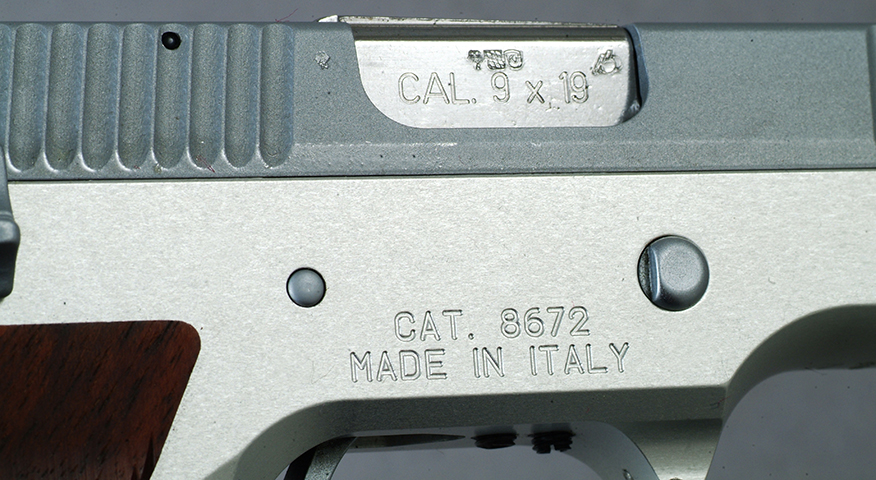 CAL. 9 x 19
CAT. 8672
MADE IN ITALY